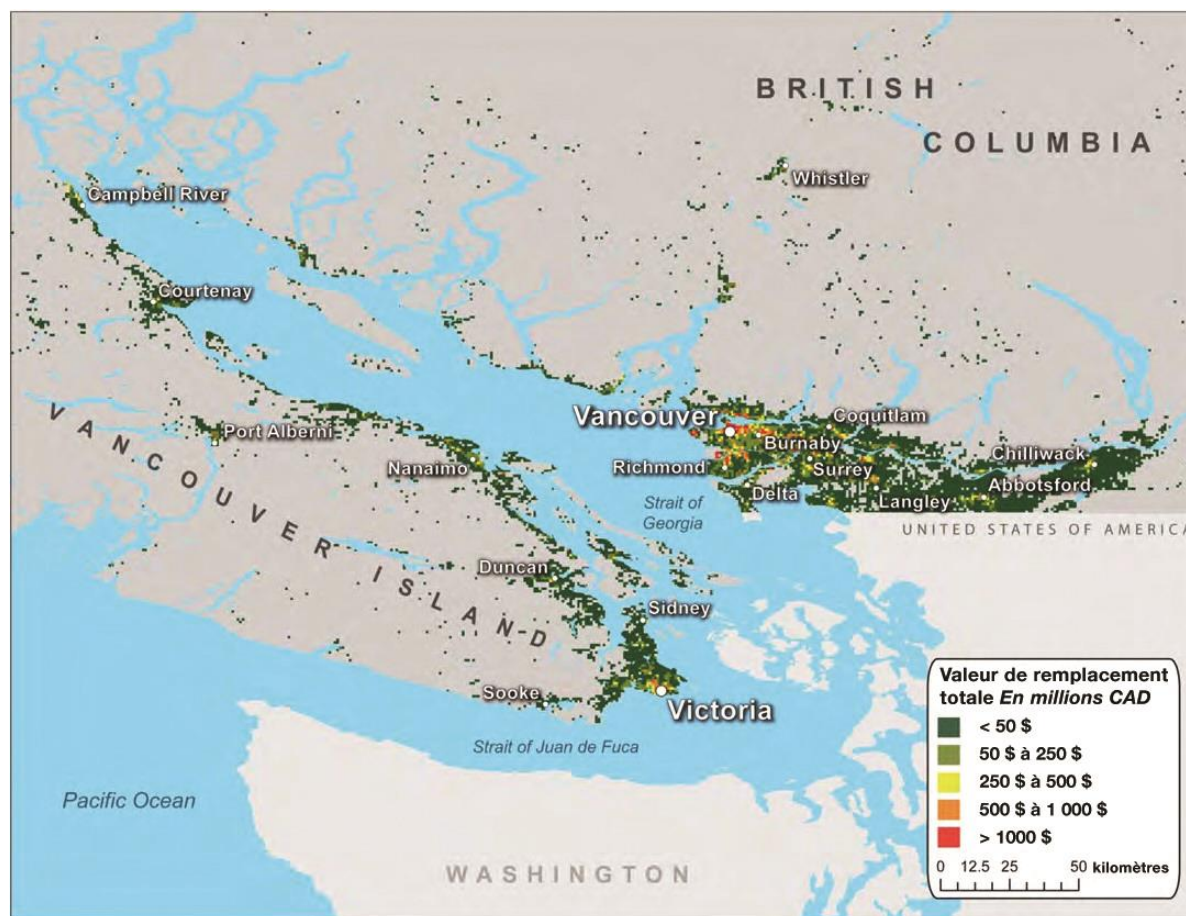 BRITISH
COLUMBIA
Whistler
Campbell River
Courtenay
Vancouver
Coquitlam
Burnaby
Chilliwack
Port Alberni
Richmond
Surrey
Nanaimo
Abbotsford
Delta
Langley
Strait of
Georgia
UNITED STATES OF AMERICA
VANCOUVER ISLAND
Duncan
Sidney
Sooke
Victoria
Strait of Juan de Fuca
Pacific Ocean
WASHINGTON
Valeur de remplacement
totale En millions CAD
< 50 $
50 $ à 250 $
250 $ à 500 $
500 $ à 1 000 $
> 1000 $
0 12.5 25 50 kilomètres